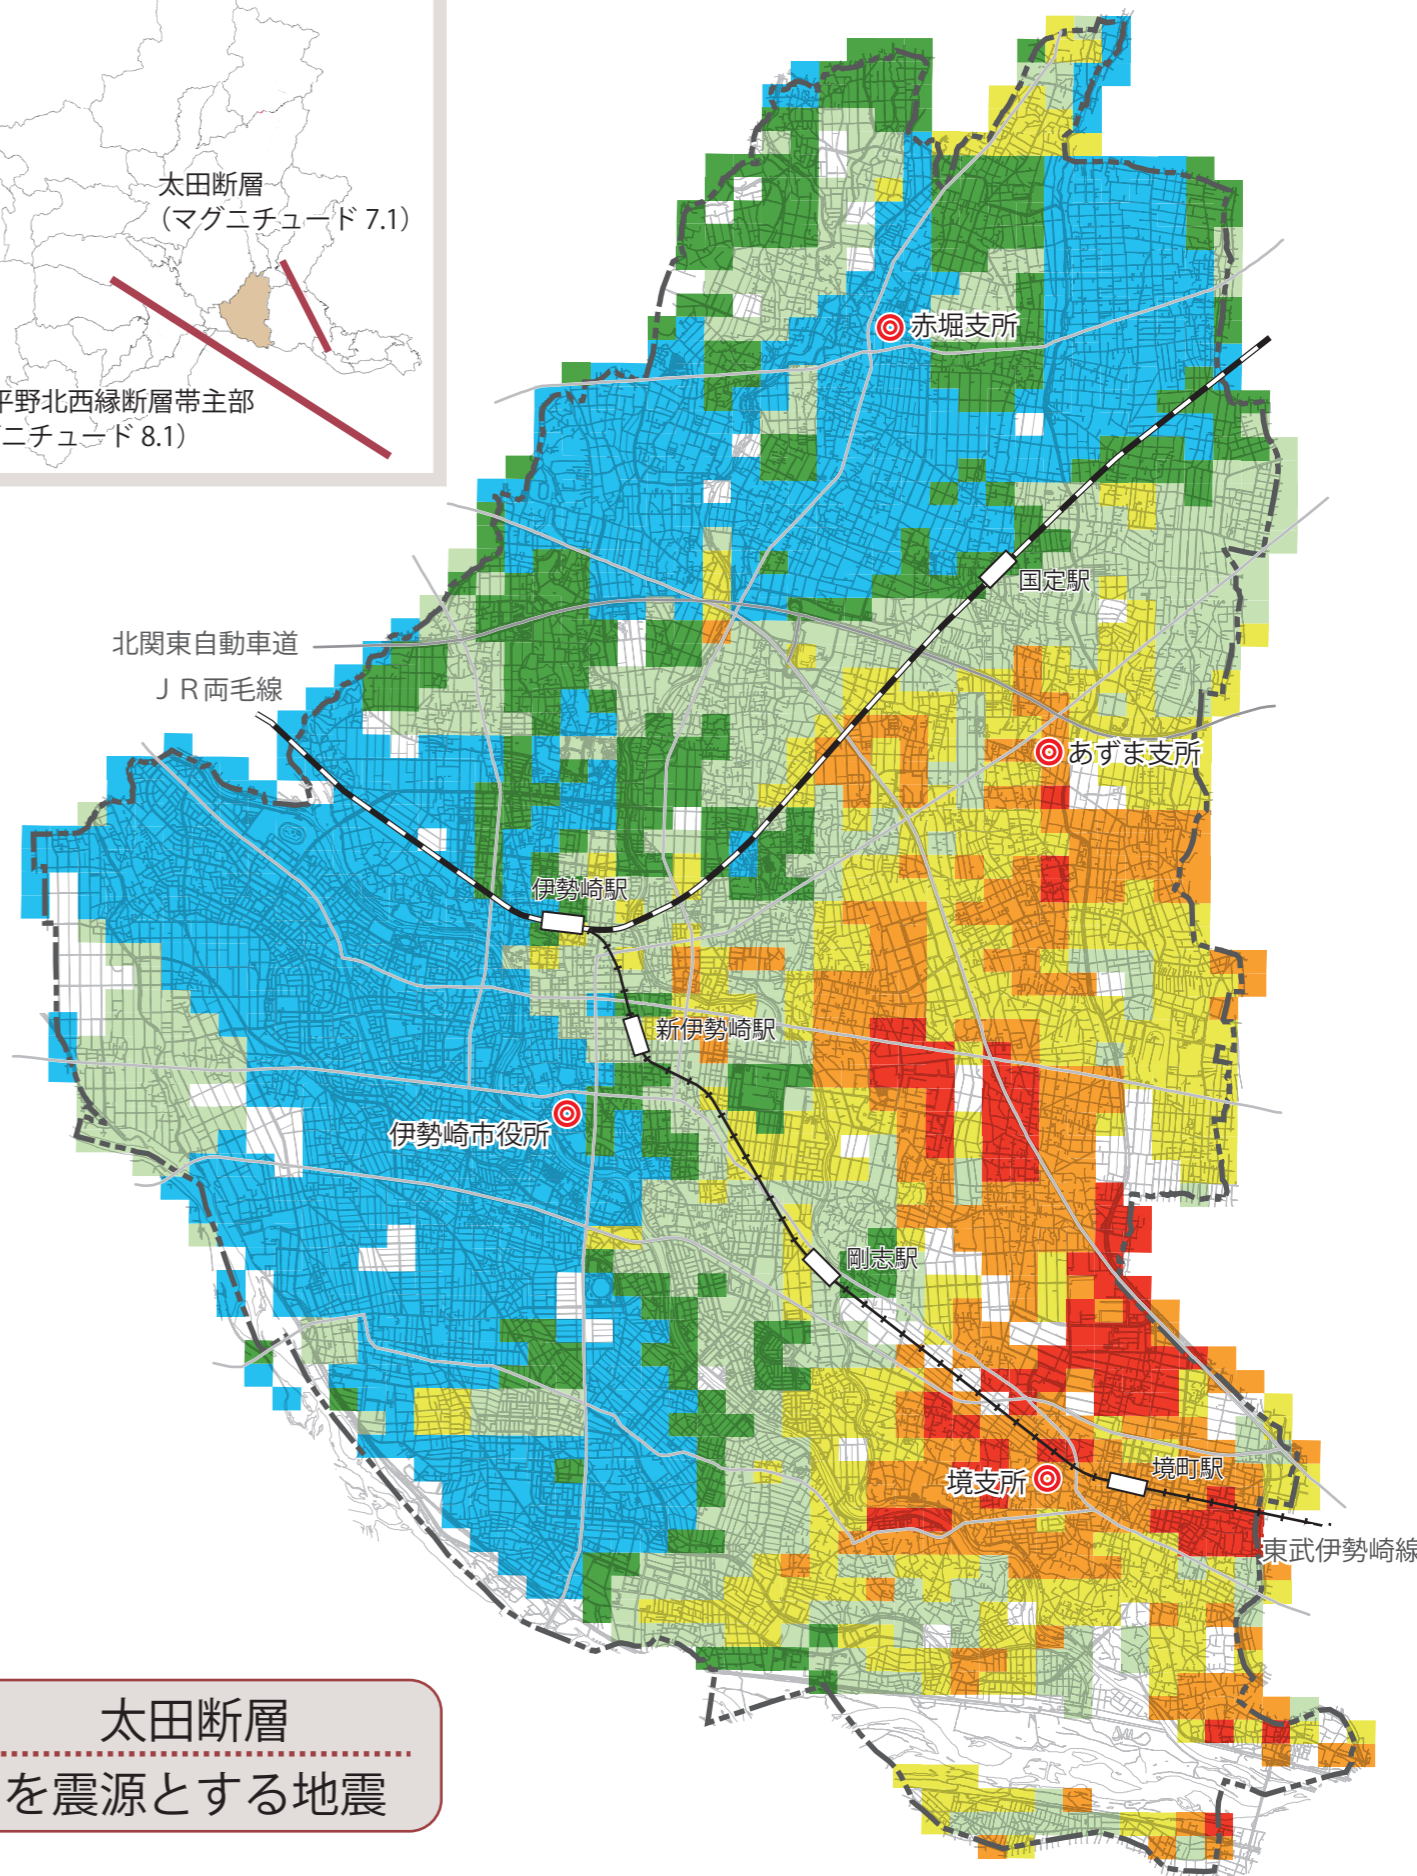 太田断層
（マグニチュード 7.1）
平野北西縁断層帯主部
ニチュード 8.1）
赤堀支所
国定駅
北関東自動車道
ＪＲ両毛線
あずま支所
伊勢崎駅
新伊勢崎駅
伊勢崎市役所
剛志駅
境支所
境町駅
東武伊勢崎線
太田断層
を震源とする地震